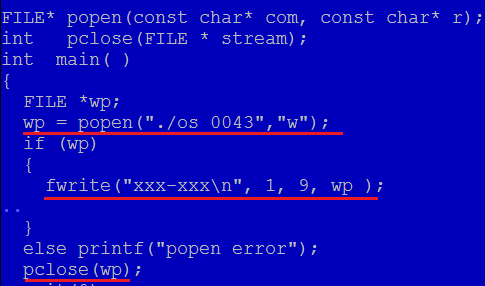 FILE* popen(const char* com, const char* r);
int   pclose(FILE * stream);
int  main( )
{
  FILE *wp;
  wp = popen("./os 0043","w");
  if (wp)
  {
    fwrite("xxx-xxx\n", 1, 9, wp );
..
  }
  else printf("popen error");
  pclose(wp);